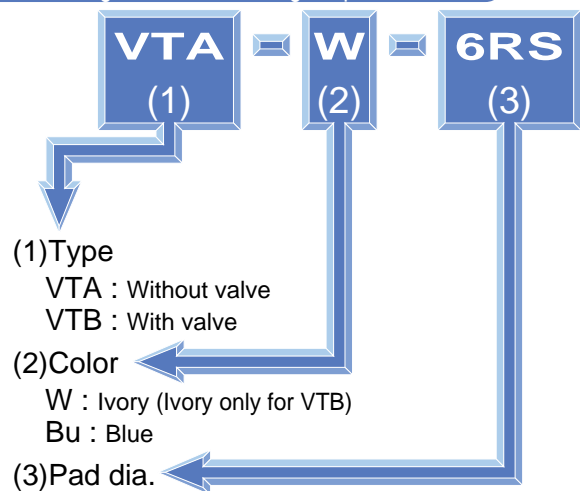 VTA - W - 6RS
(1) (2) (3)
(1)Type
VTA : Without valve
VTB : With valve
(2)Color
W : Ivory (Ivory only for VTB)
Bu : Blue
(3)Pad dia.